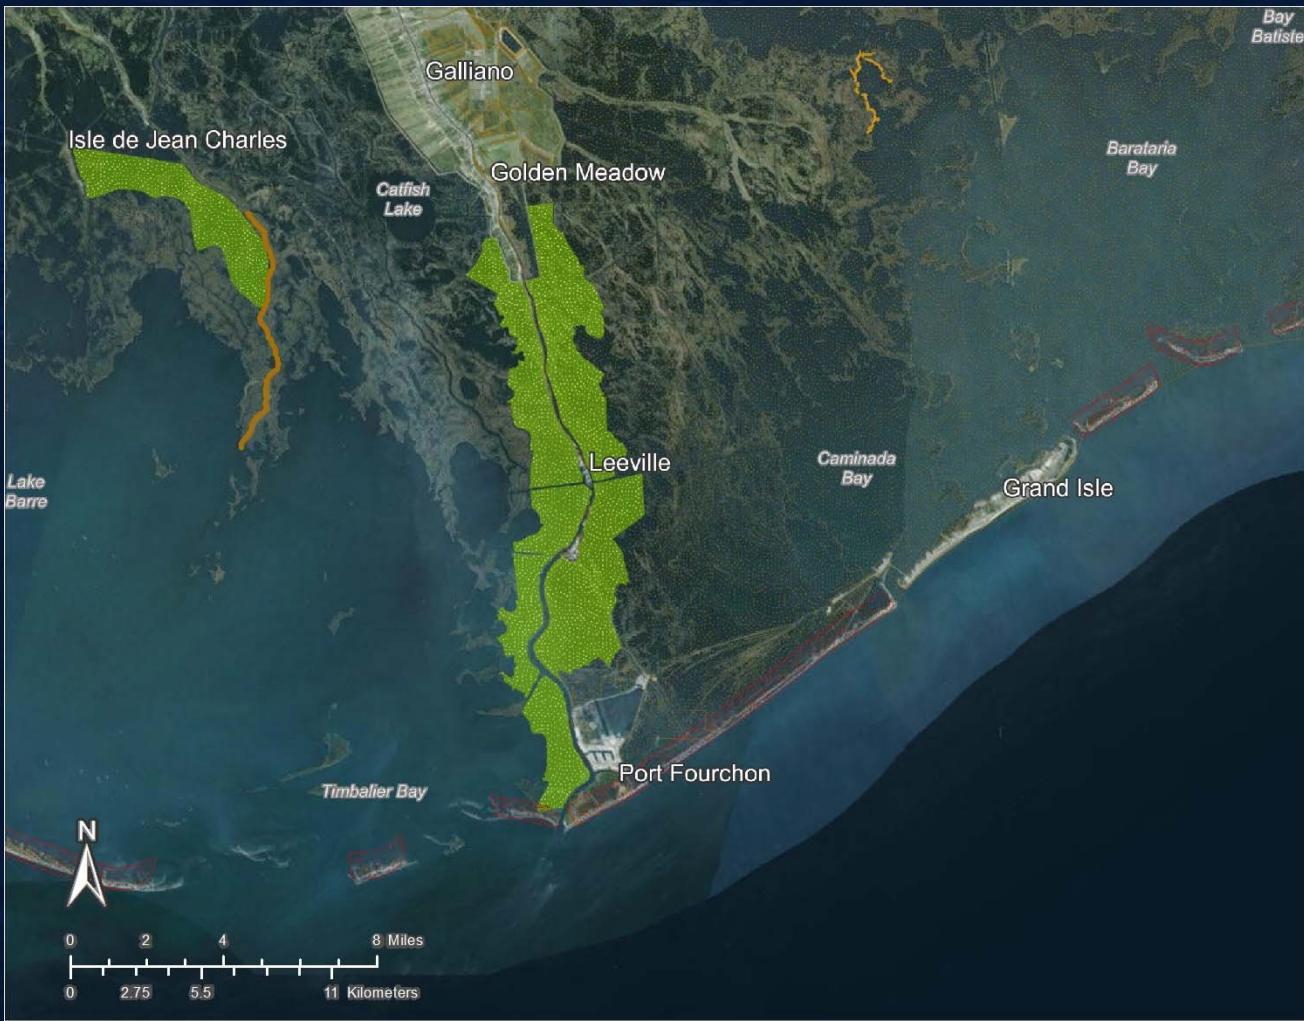 Bay
Batiste
Galliano
Isle de Jean Charles
Barataria
Bay
Golden Meadow
Catfish
Lake
Leeville
Caminada
Bay
Lake
Barre
Grand Isle
Port Fourchon
Timbalier Bay
N
0 2 4 8 Miles
0 2.75 5.5 11 Kilometers